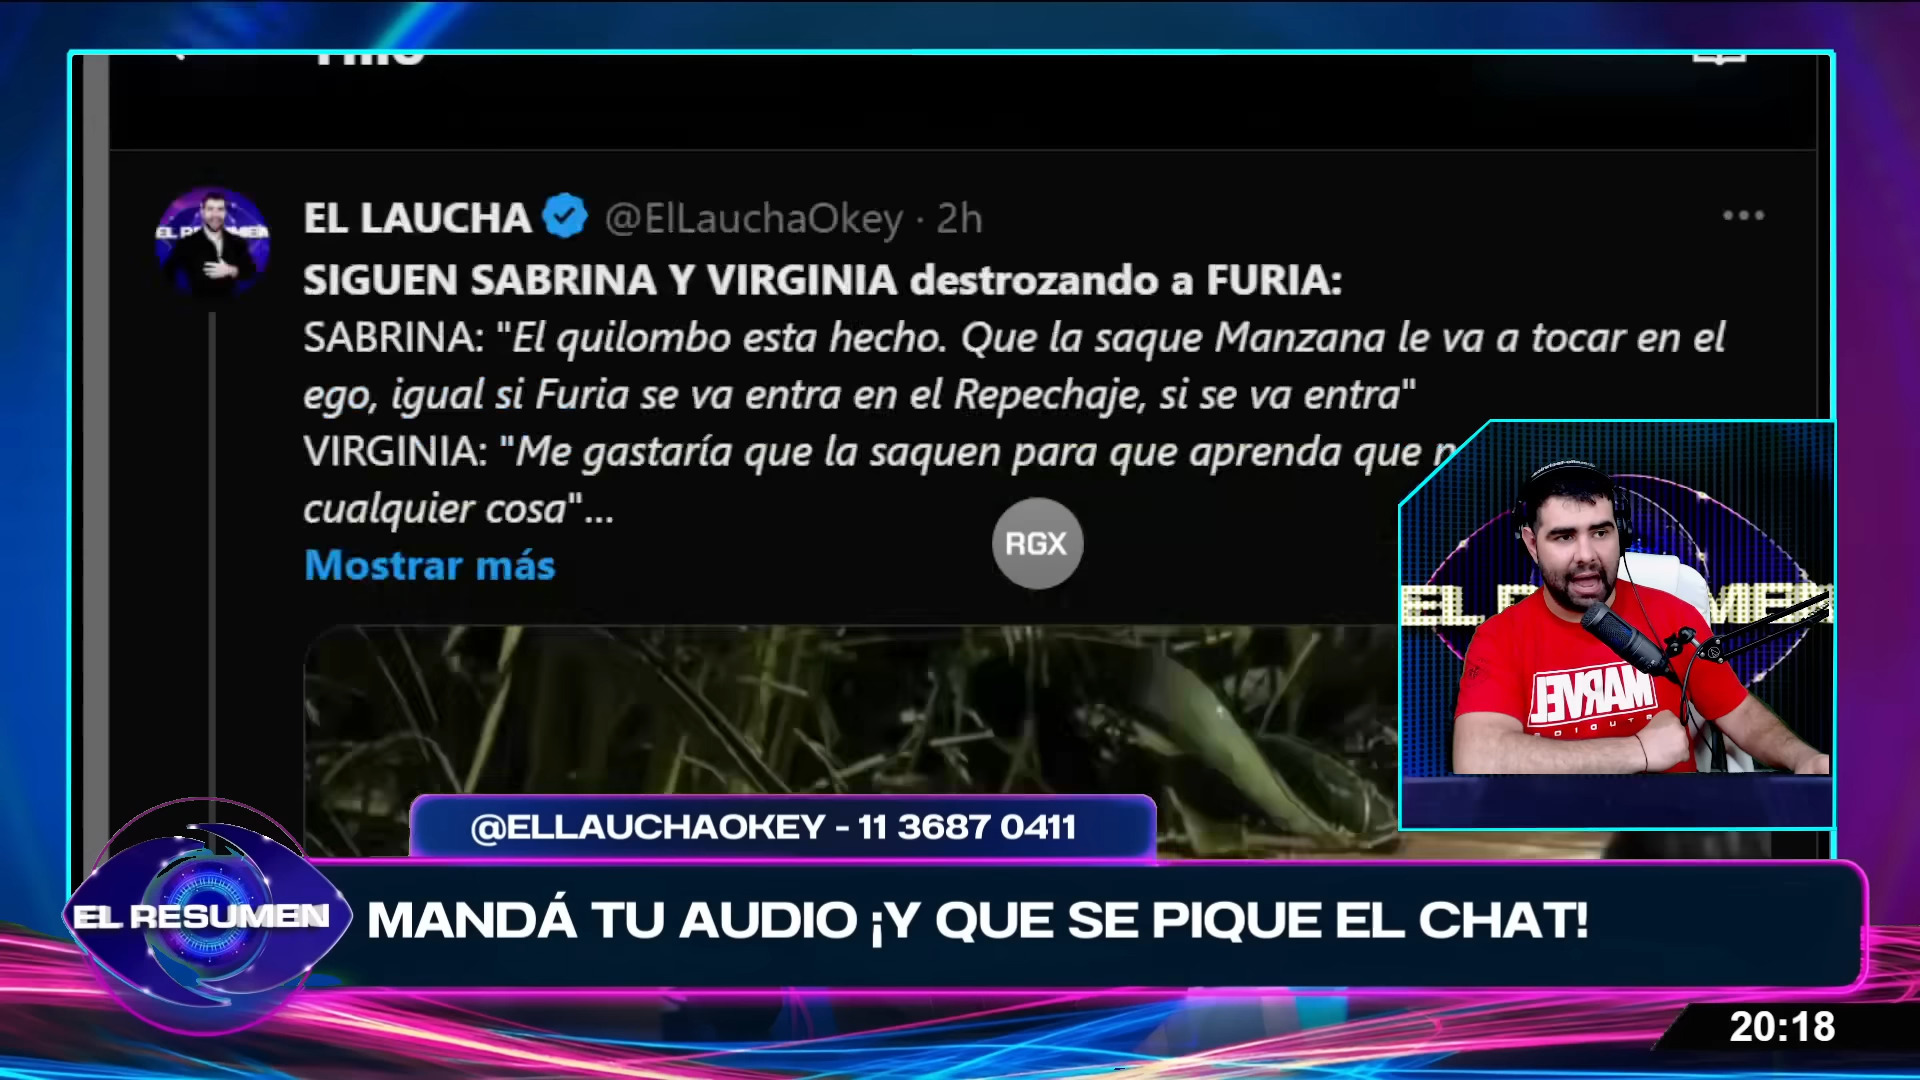 EL LAUCHA @ElLauchaOkey · 2h
SIGUEN SABRINA Y VIRGINIA destrozando a FURIA:
SABRINA: "El quilombo esta hecho. Que la saque Manzana le va a tocar en el
ego, igual si Furia se va entra en el Repechaje, si se va entra"
VIRGINIA: "Me gastaría que la saquen para que aprenda que
cualquier cosa"...
Mostrar más
RGX
MARVEL
@ELLAUCHAOKEY - 11 3687 0411
EL RESUMEN
MANDÁ TU AUDIO ¡Y QUE SE PIQUE EL CHAT!
20:18